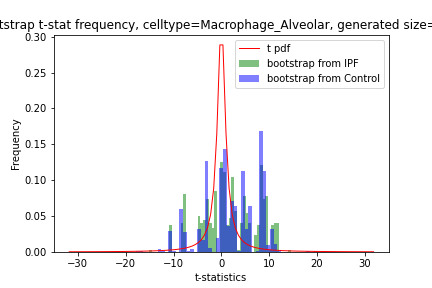 tstrap t-stat frequency, celltype=Macrophage_Alveolar, generated size=
t pdf
bootstrap from IPF
bootstrap from Control
Frequency
0.30
0.25
0.20
0.15
0.10
0.05
0.00
−30 −20 −10 0 10 20 30
t-statistics